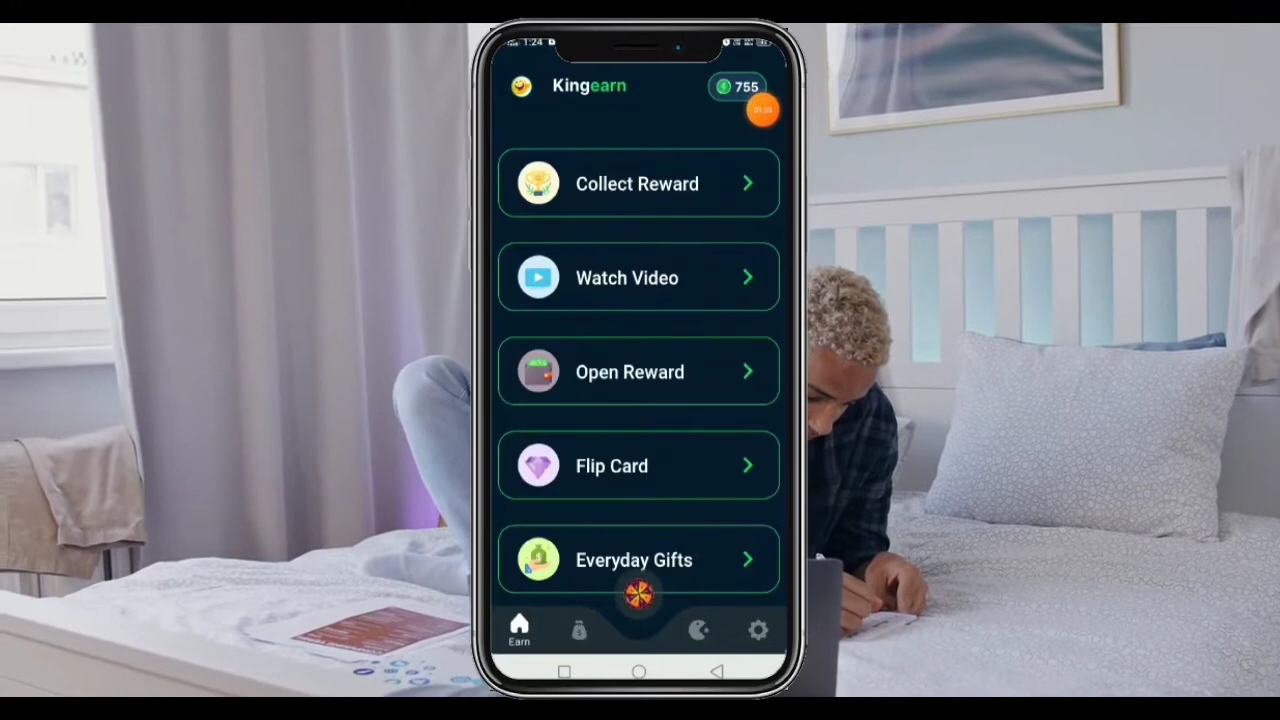 1:24
Kingearn
755
Collect Reward
Watch Video
Open Reward
Flip Card
Everyday Gifts
Earn